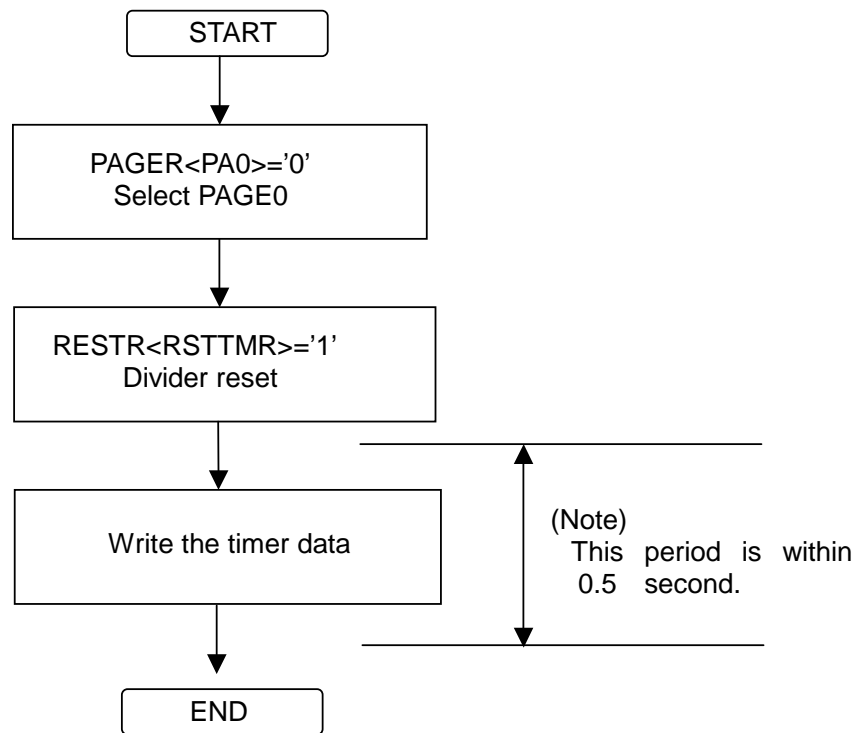 START
PAGER<PA0>='0'
Select PAGE0
RESTR<RSTTMR>='1'
Divider reset
Write the timer data
(Note)
This period is within
0.5 second.
END